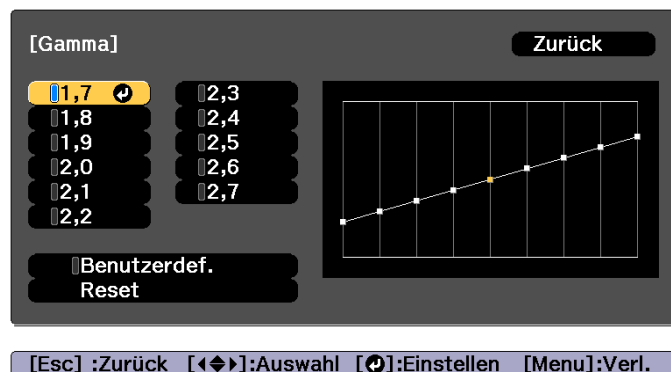 [Gamma]
Zurück
1,7
1,8
1,9
2,0
2,1
2,2
2,3
2,4
2,5
2,6
2,7
Benutzerdef.
Reset
[Esc] :Zurück [ ]:Auswahl [ ]:Einstellen [Menu]:Verl.